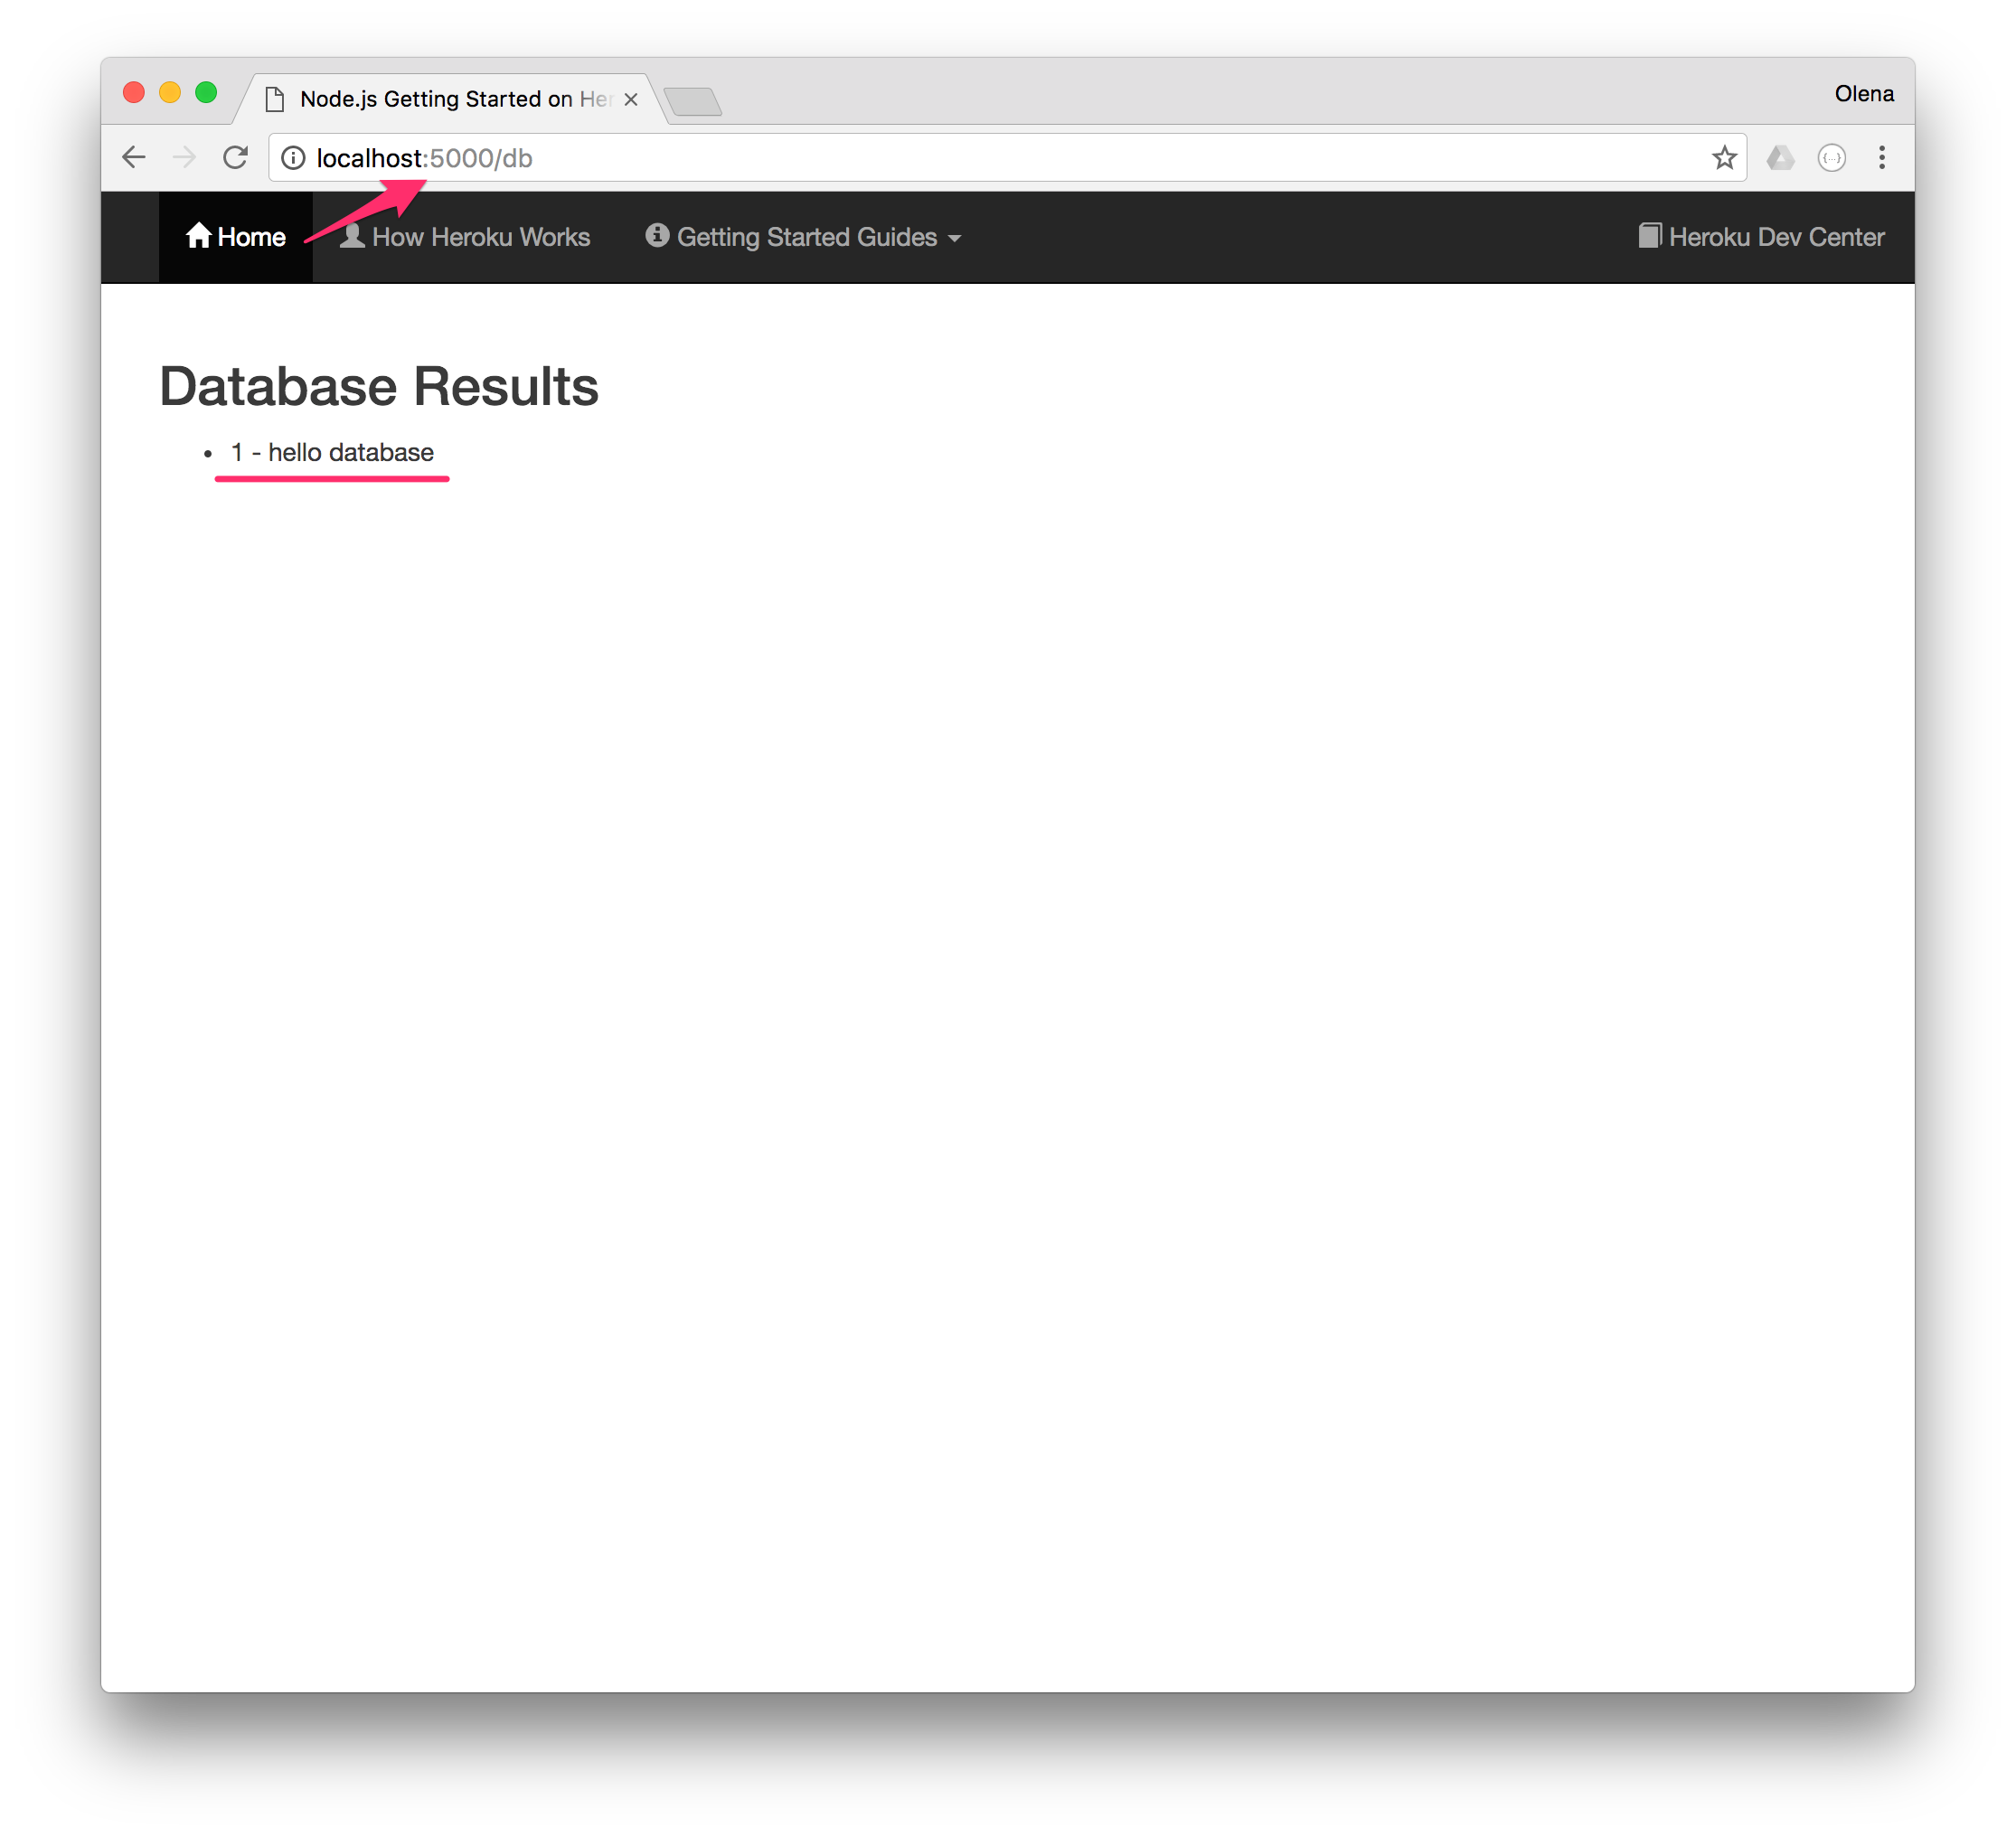 Node.js Getting Started on Her
Olena
localhost:5000/db
Home How Heroku Works Getting Started Guides Heroku Dev Center
Database Results
• 1 - hello database